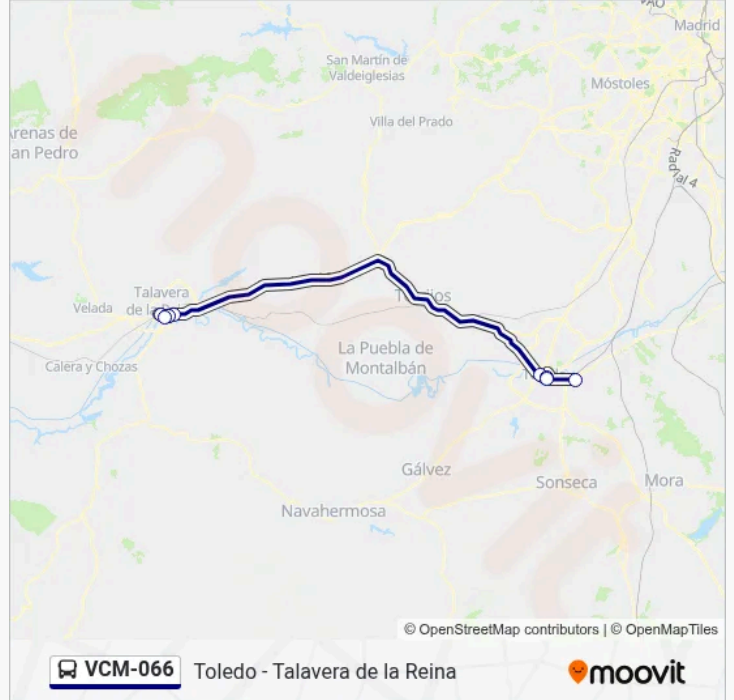 VAO
Madrid
San Martín de
Valdeiglesias
Móstoles
Villa del Prado
Arenas de
an Pedro
Radial 4
Talavera
de la
Velada
Calera y Chozas
La Puebla de
Montalbán
Gálvez
Sonseca
Mora
Navahermosa
moovit
© OpenStreetMap contributors | © OpenMapTiles
VCM-066 Toledo - Talavera de la Reina
moovit